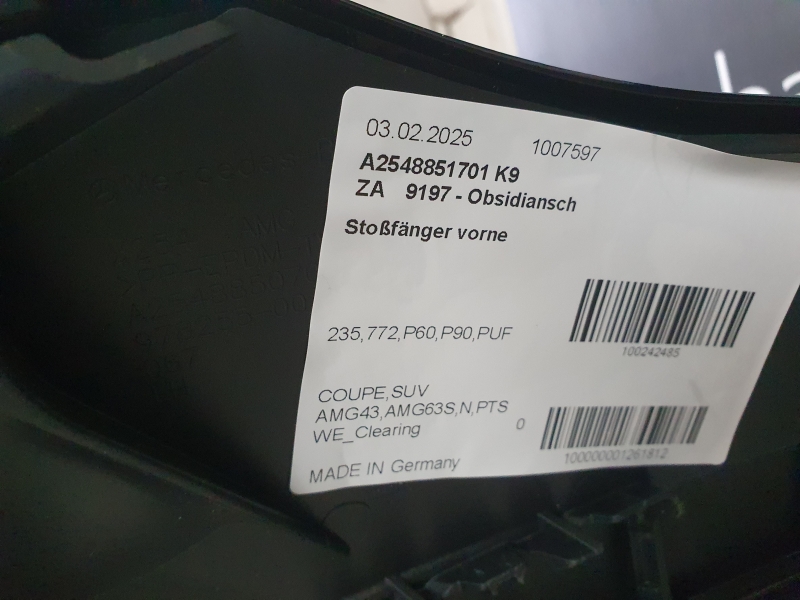 03.02.2025 1007597
A2548851701 K9
ZA 9197 - Obsidiansch
Stoßfänger vorne
235,772,P60,P90,PUF
100242485
COUPE,SUV
AMG43,AMG63S,N,PTS
WE_Clearing 0
100000001261812
MADE IN Germany